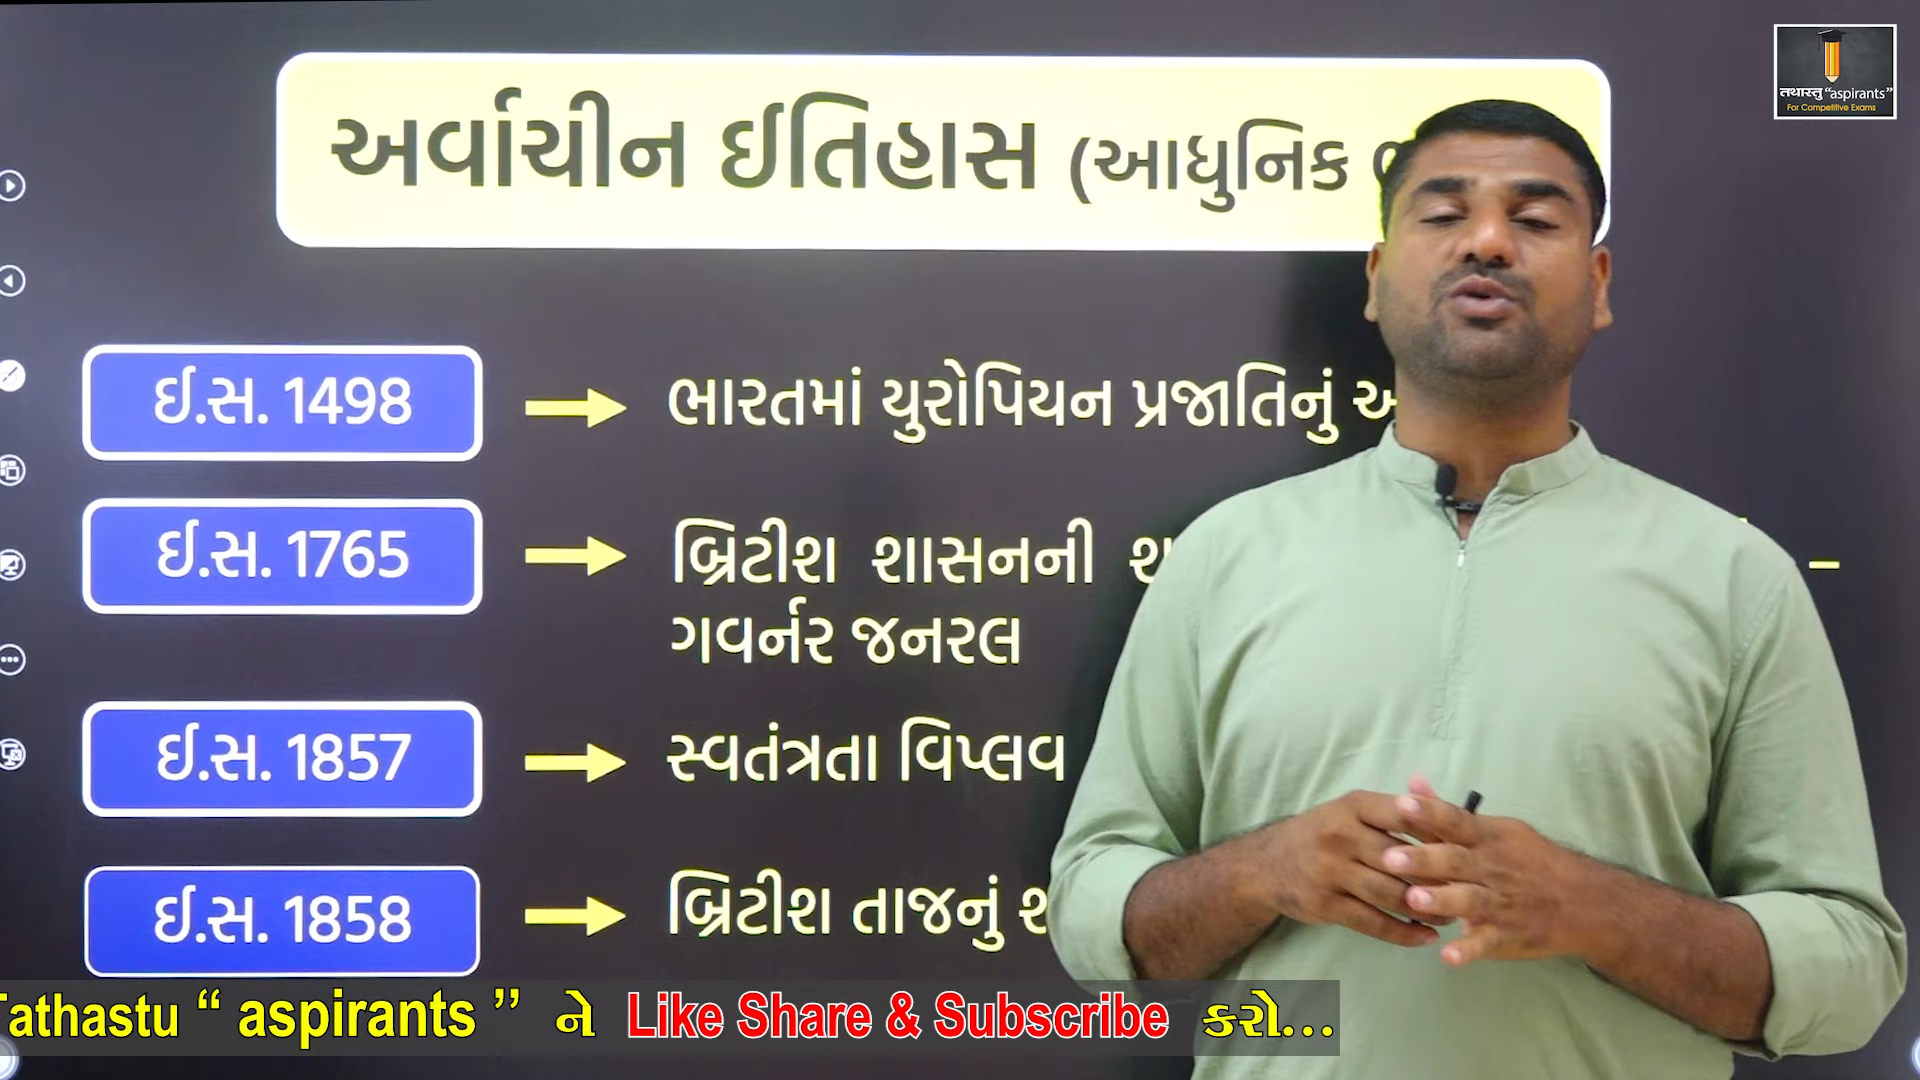 તથાસ્તુ “aspirants”
For Competitive Exams
અર્વાચીન ઈતિહાસ (આધુનિક
ઈ.સ. 1498
ભારતમાં યુરોપિયન પ્રજાતિનું
ઈ.સ. 1765
બ્રિટીશ શાસનની
–
ગવર્નર જનરલ
ઈ.સ. 1857
સ્વતંત્રતા વિપ્લવ
ઈ.સ. 1858
બ્રિટીશ તાજનું
Tathastu “ aspirants ” ને Like Share & Subscribe કરો...